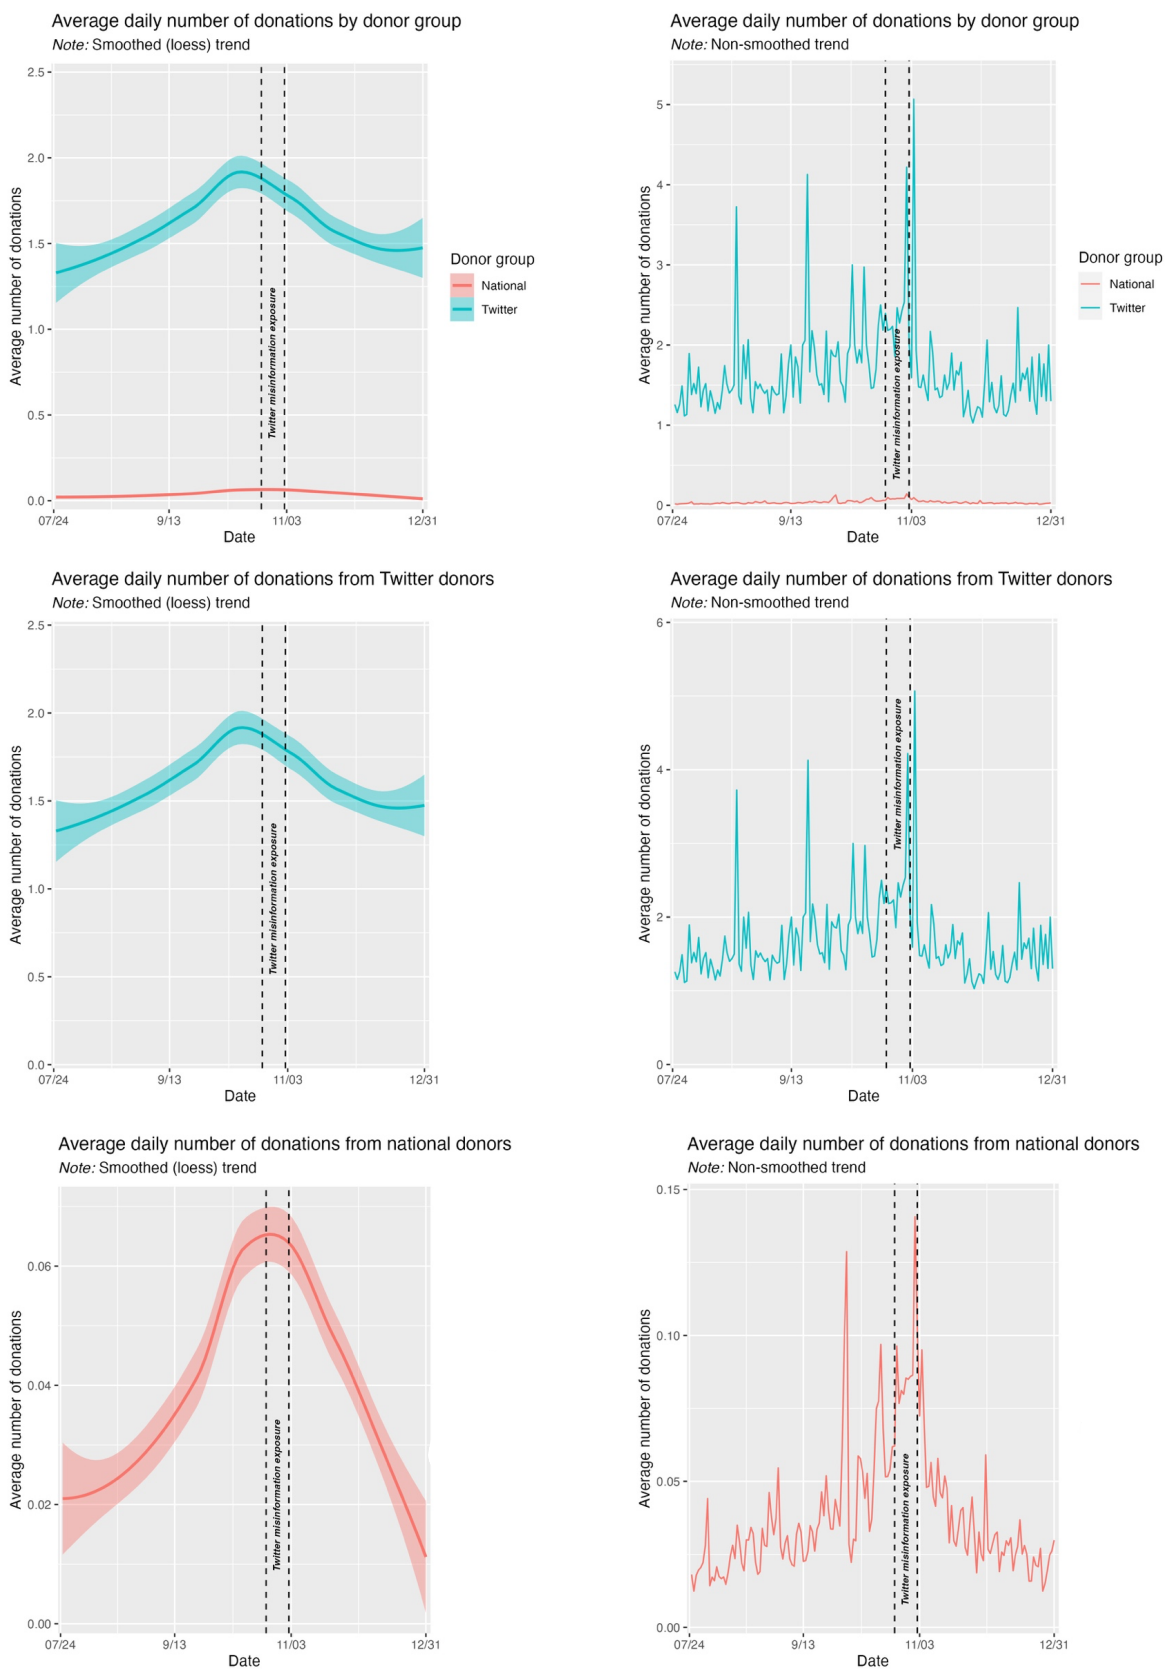 Average daily number of donations by donor group
Note: Smoothed (loess) trend
2.5
2.0
1.5
1.0
0.5
0.0
Average number of donations
Twitter misinformation exposure
07/24
9/13
11/03
12/31
Date
Donor group
National
Twitter
Average daily number of donations by donor group
Note: Non-smoothed trend
5
4
3
2
1
0
Average number of donations
Twitter misinformation exposure
07/24
9/13
11/03
12/31
Date
Donor group
National
Twitter
Average daily number of donations from Twitter donors
Note: Smoothed (loess) trend
2.5
2.0
1.5
1.0
0.5
0.0
Average number of donations
Twitter misinformation exposure
07/24
9/13
11/03
12/31
Date
Average daily number of donations from Twitter donors
Note: Non-smoothed trend
6
4
2
0
Average number of donations
Twitter misinformation exposure
07/24
9/13
11/03
12/31
Date
Average daily number of donations from national donors
Note: Smoothed (loess) trend
0.06
0.04
0.02
0.00
Average number of donations
Twitter misinformation exposure
07/24
9/13
11/03
12/31
Date
Average daily number of donations from national donors
Note: Non-smoothed trend
0.15
0.10
0.05
0.00
Average number of donations
Twitter misinformation exposure
07/24
9/13
11/03
12/31
Date